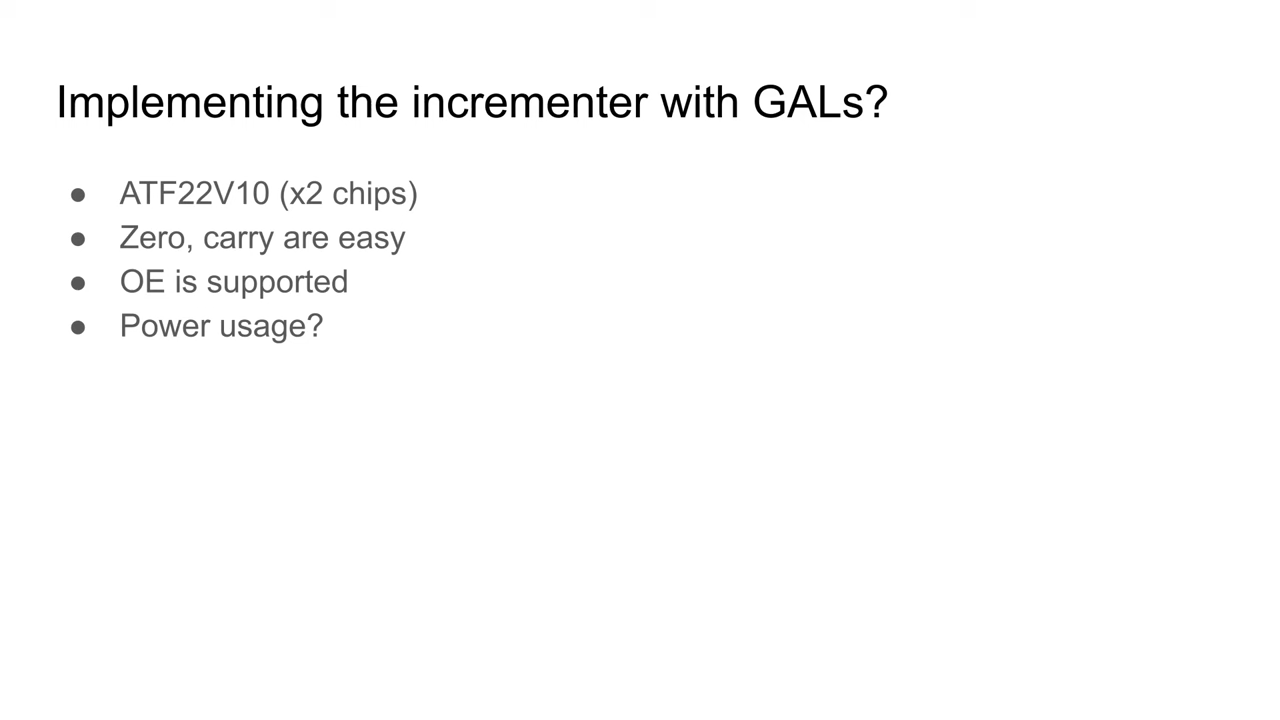 Implementing the incrementer with GALs?
● ATF22V10 (x2 chips)
● Zero, carry are easy
● OE is supported
● Power usage?